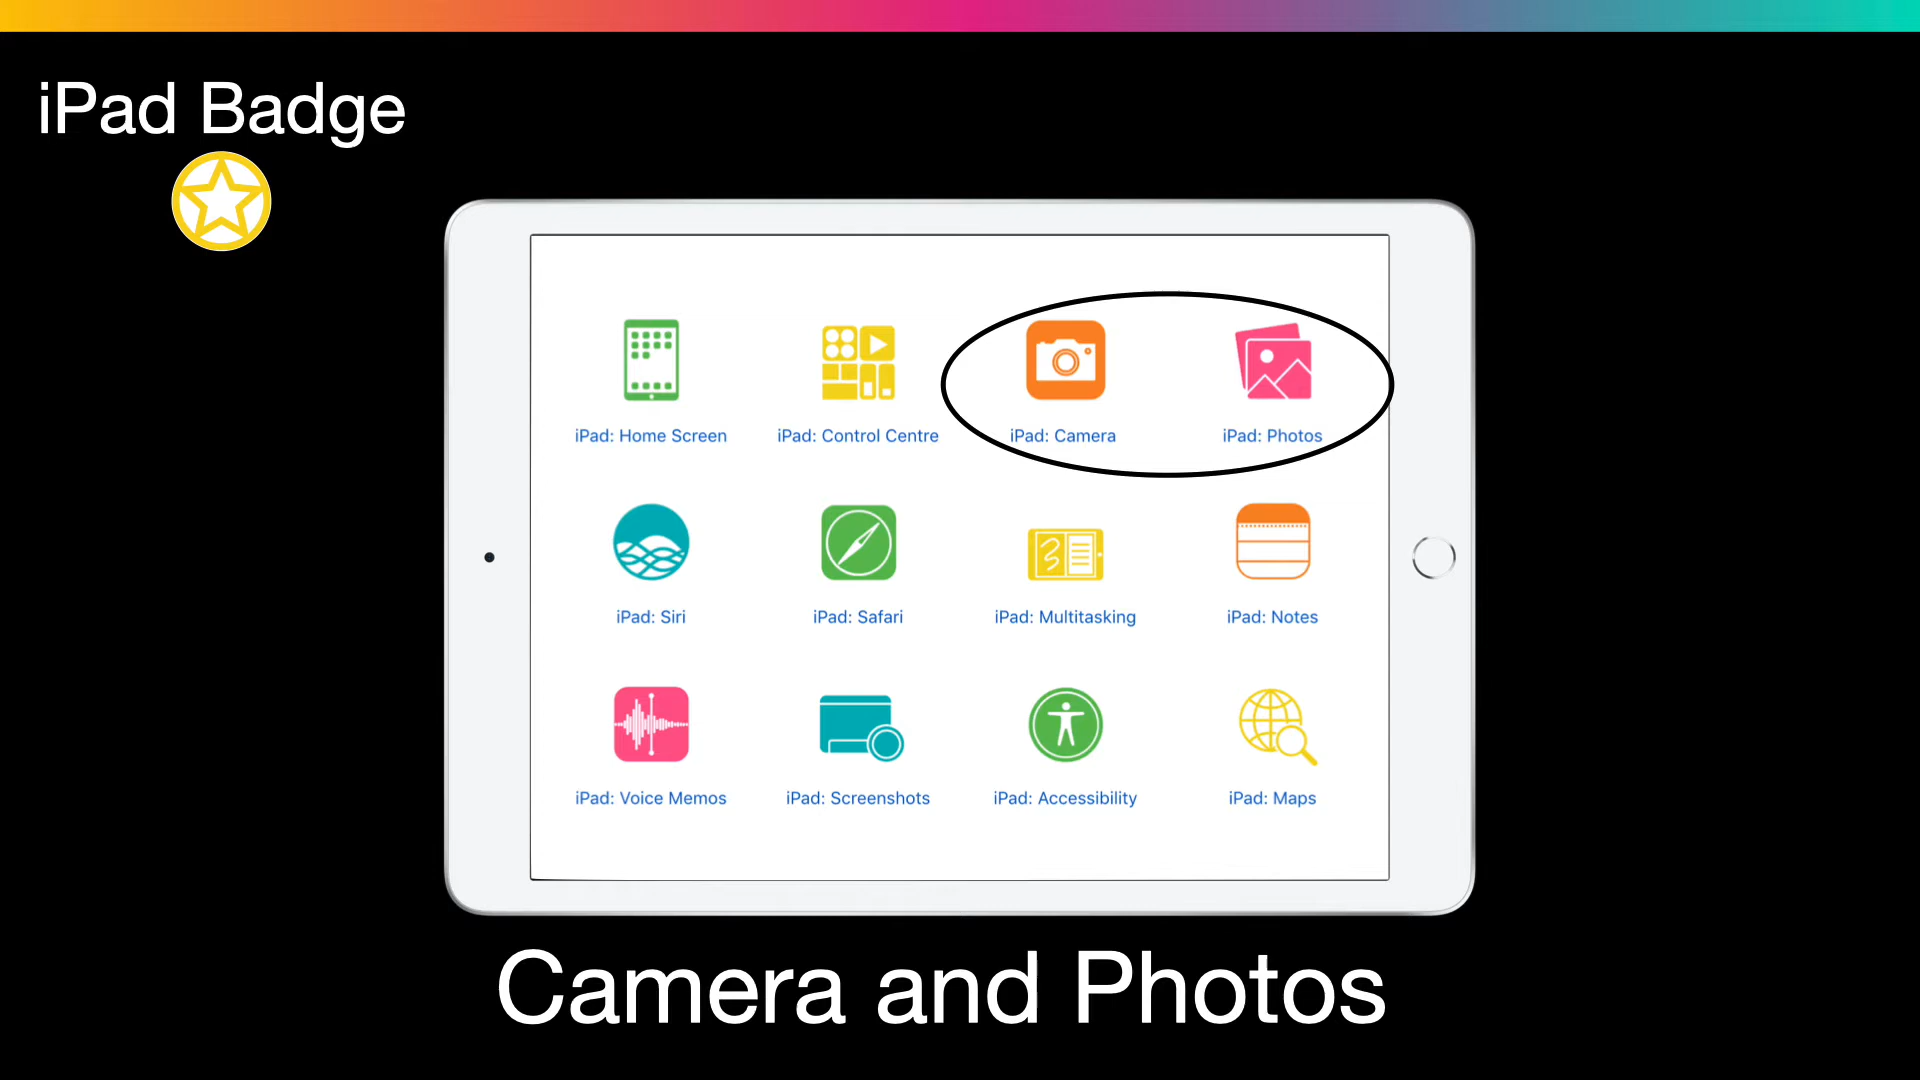 iPad Badge
iPad: Home Screen
iPad: Control Centre
iPad: Camera
iPad: Photos
iPad: Siri
iPad: Safari
iPad: Multitasking
iPad: Notes
iPad: Voice Memos
iPad: Screenshots
iPad: Accessibility
iPad: Maps
Camera and Photos